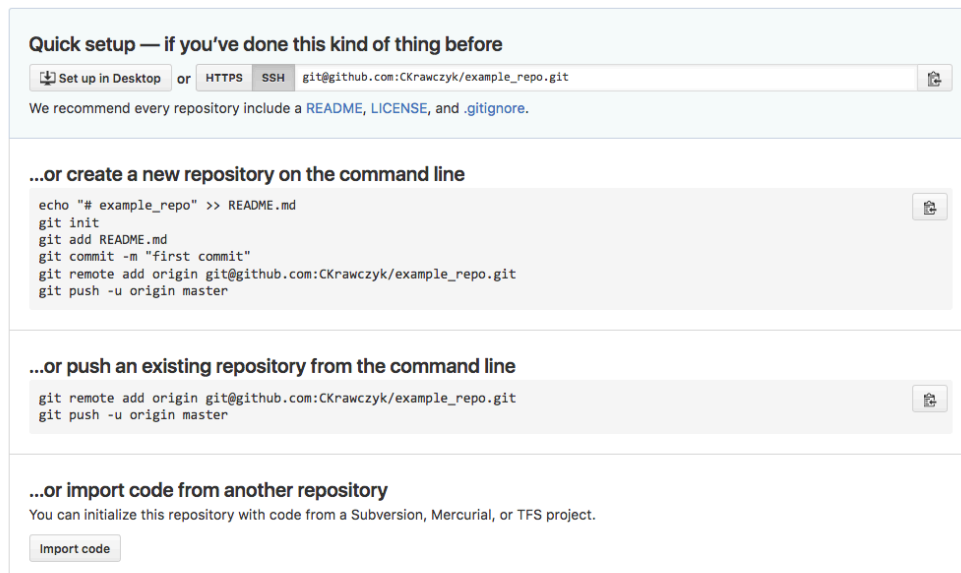 Quick setup — if you’ve done this kind of thing before
Set up in Desktop or HTTPS SSH git@github.com:CKrawczyk/example_repo.git
We recommend every repository include a README, LICENSE, and .gitignore.
…or create a new repository on the command line
echo "# example_repo" >> README.md
git init
git add README.md
git commit -m "first commit"
git remote add origin git@github.com:CKrawczyk/example_repo.git
git push -u origin master
…or push an existing repository from the command line
git remote add origin git@github.com:CKrawczyk/example_repo.git
git push -u origin master
…or import code from another repository
You can initialize this repository with code from a Subversion, Mercurial, or TFS project.
Import code